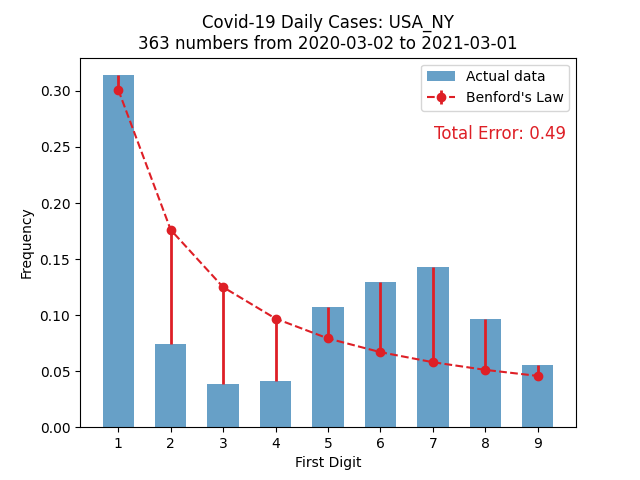 Covid-19 Daily Cases: USA_NY
363 numbers from 2020-03-02 to 2021-03-01
Actual data
Benford's Law
Total Error: 0.49
Frequency
0.30
0.25
0.20
0.15
0.10
0.05
0.00
1 2 3 4 5 6 7 8 9
First Digit